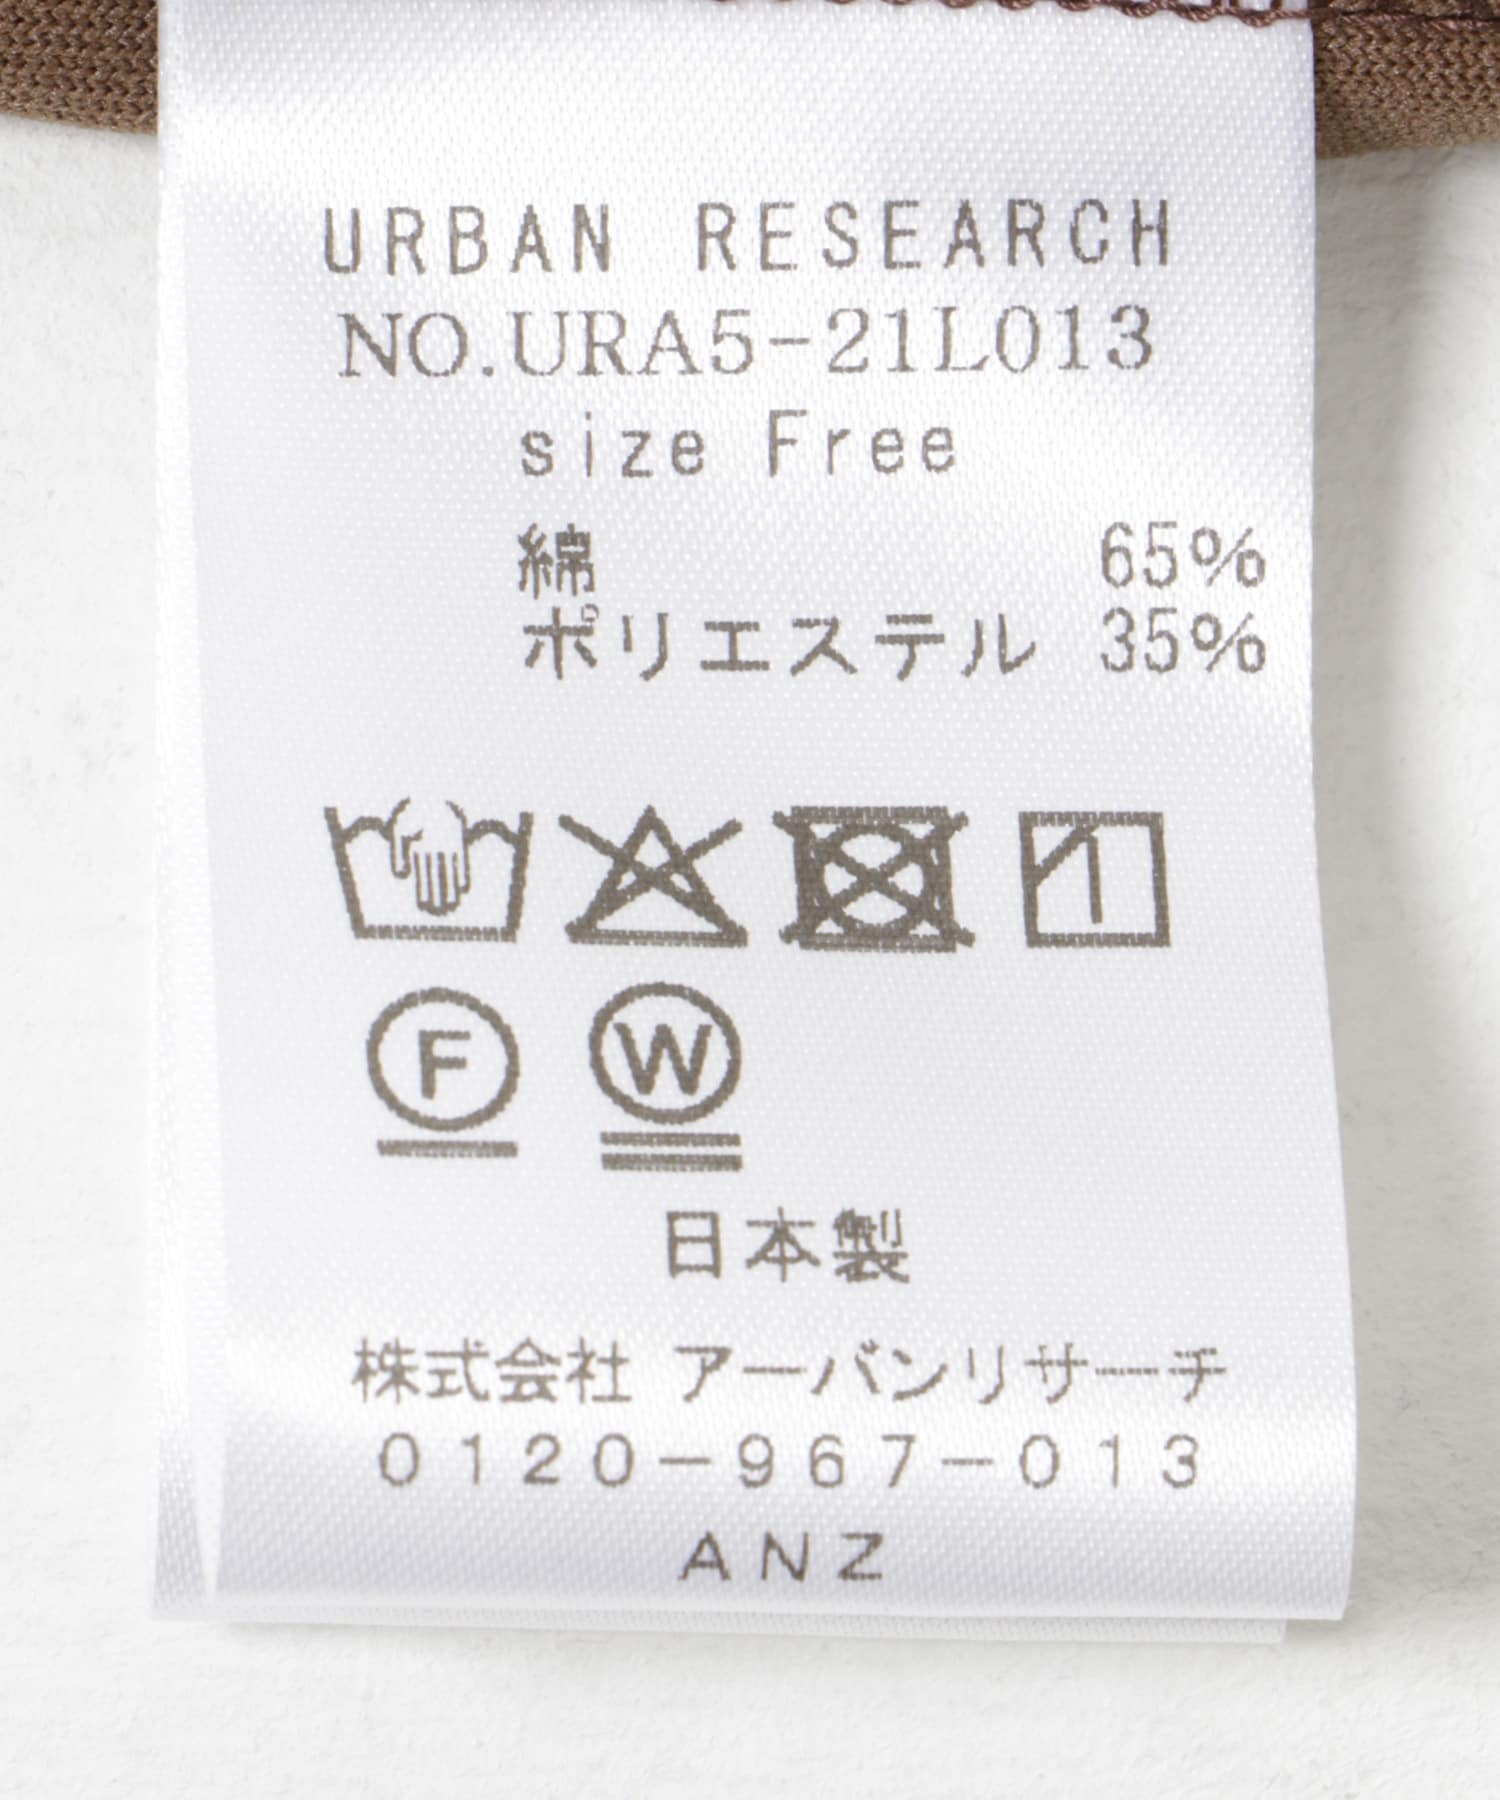 URBAN RESEARCH
NO.URA5-21L013
size Free
綿 65%
ポリエステル 35%
F W
日本製
株式会社 アーバンリサーチ
0120-967-013
ANZ